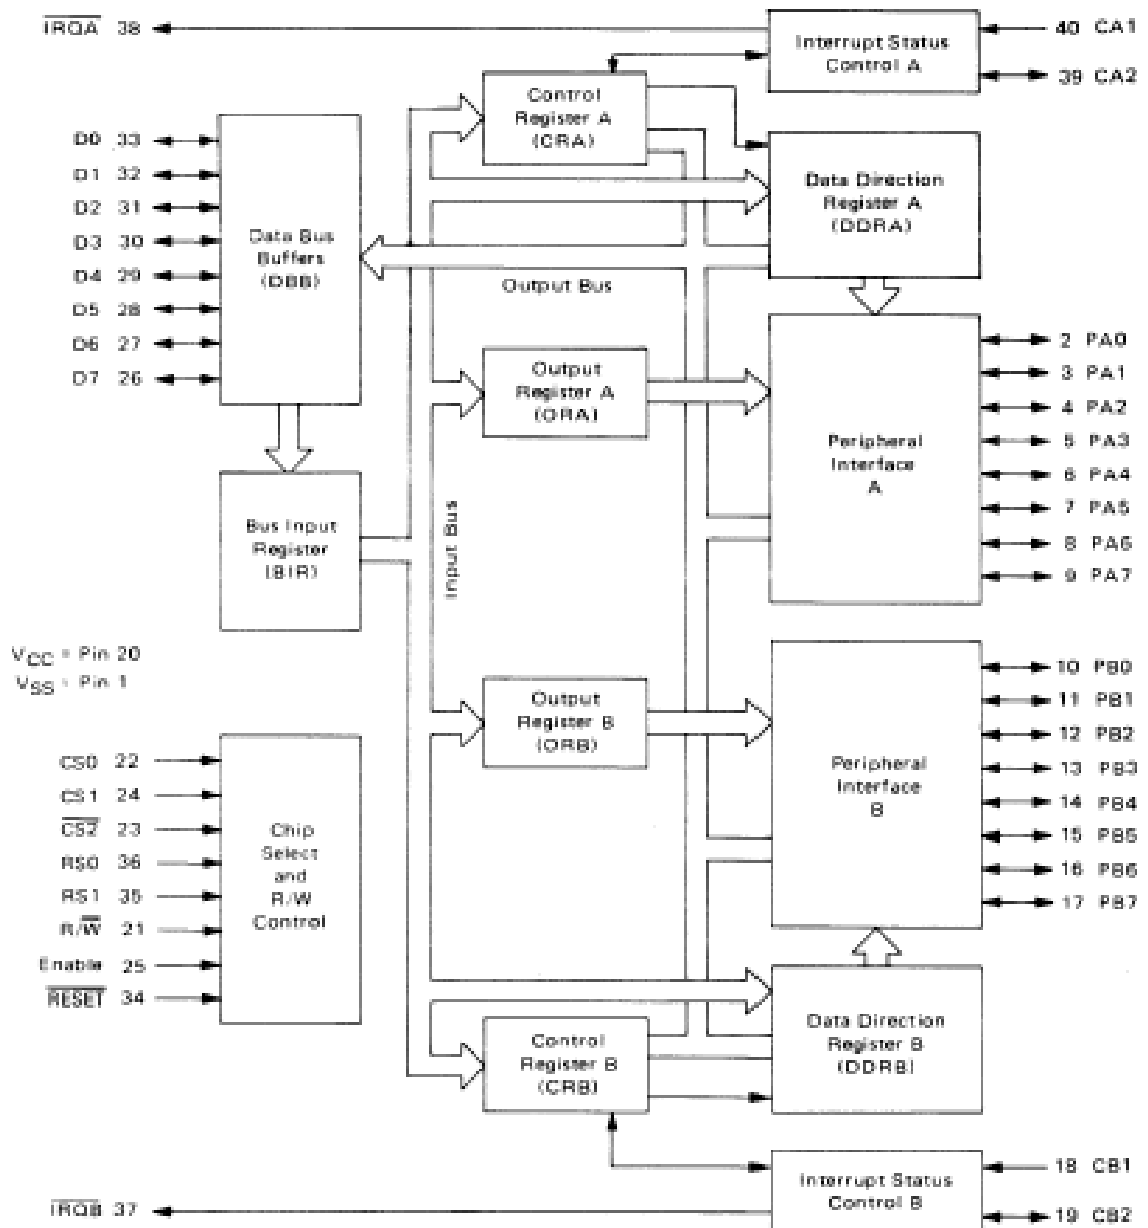 IRQA 38
Interrupt Status
Control A
40 CA1
39 CA2
Control
Register A
(CRA)
D0 33
D1 32
D2 31
D3 30
D4 29
D5 28
D6 27
D7 26
Data Bus
Buffers
(DBB)
Data Direction
Register A
(DDRA)
Output Bus
Output
Register A
(ORA)
Peripheral
Interface
A
2 PA0
3 PA1
4 PA2
5 PA3
6 PA4
7 PA5
8 PA6
9 PA7
Bus Input
Register
(BIR)
Input Bus
VCC = Pin 20
VSS = Pin 1
Output
Register B
(ORB)
Peripheral
Interface
B
10 PB0
11 PB1
12 PB2
13 PB3
14 PB4
15 PB5
16 PB6
17 PB7
CS0 22
CS1 24
CS2 23
RS0 36
RS1 35
R/W 21
Enable 25
RESET 34
Chip
Select
and
R/W
Control
Control
Register B
(CRB)
Data Direction
Register B
(DDRB)
Interrupt Status
Control B
18 CB1
19 CB2
IRQB 37